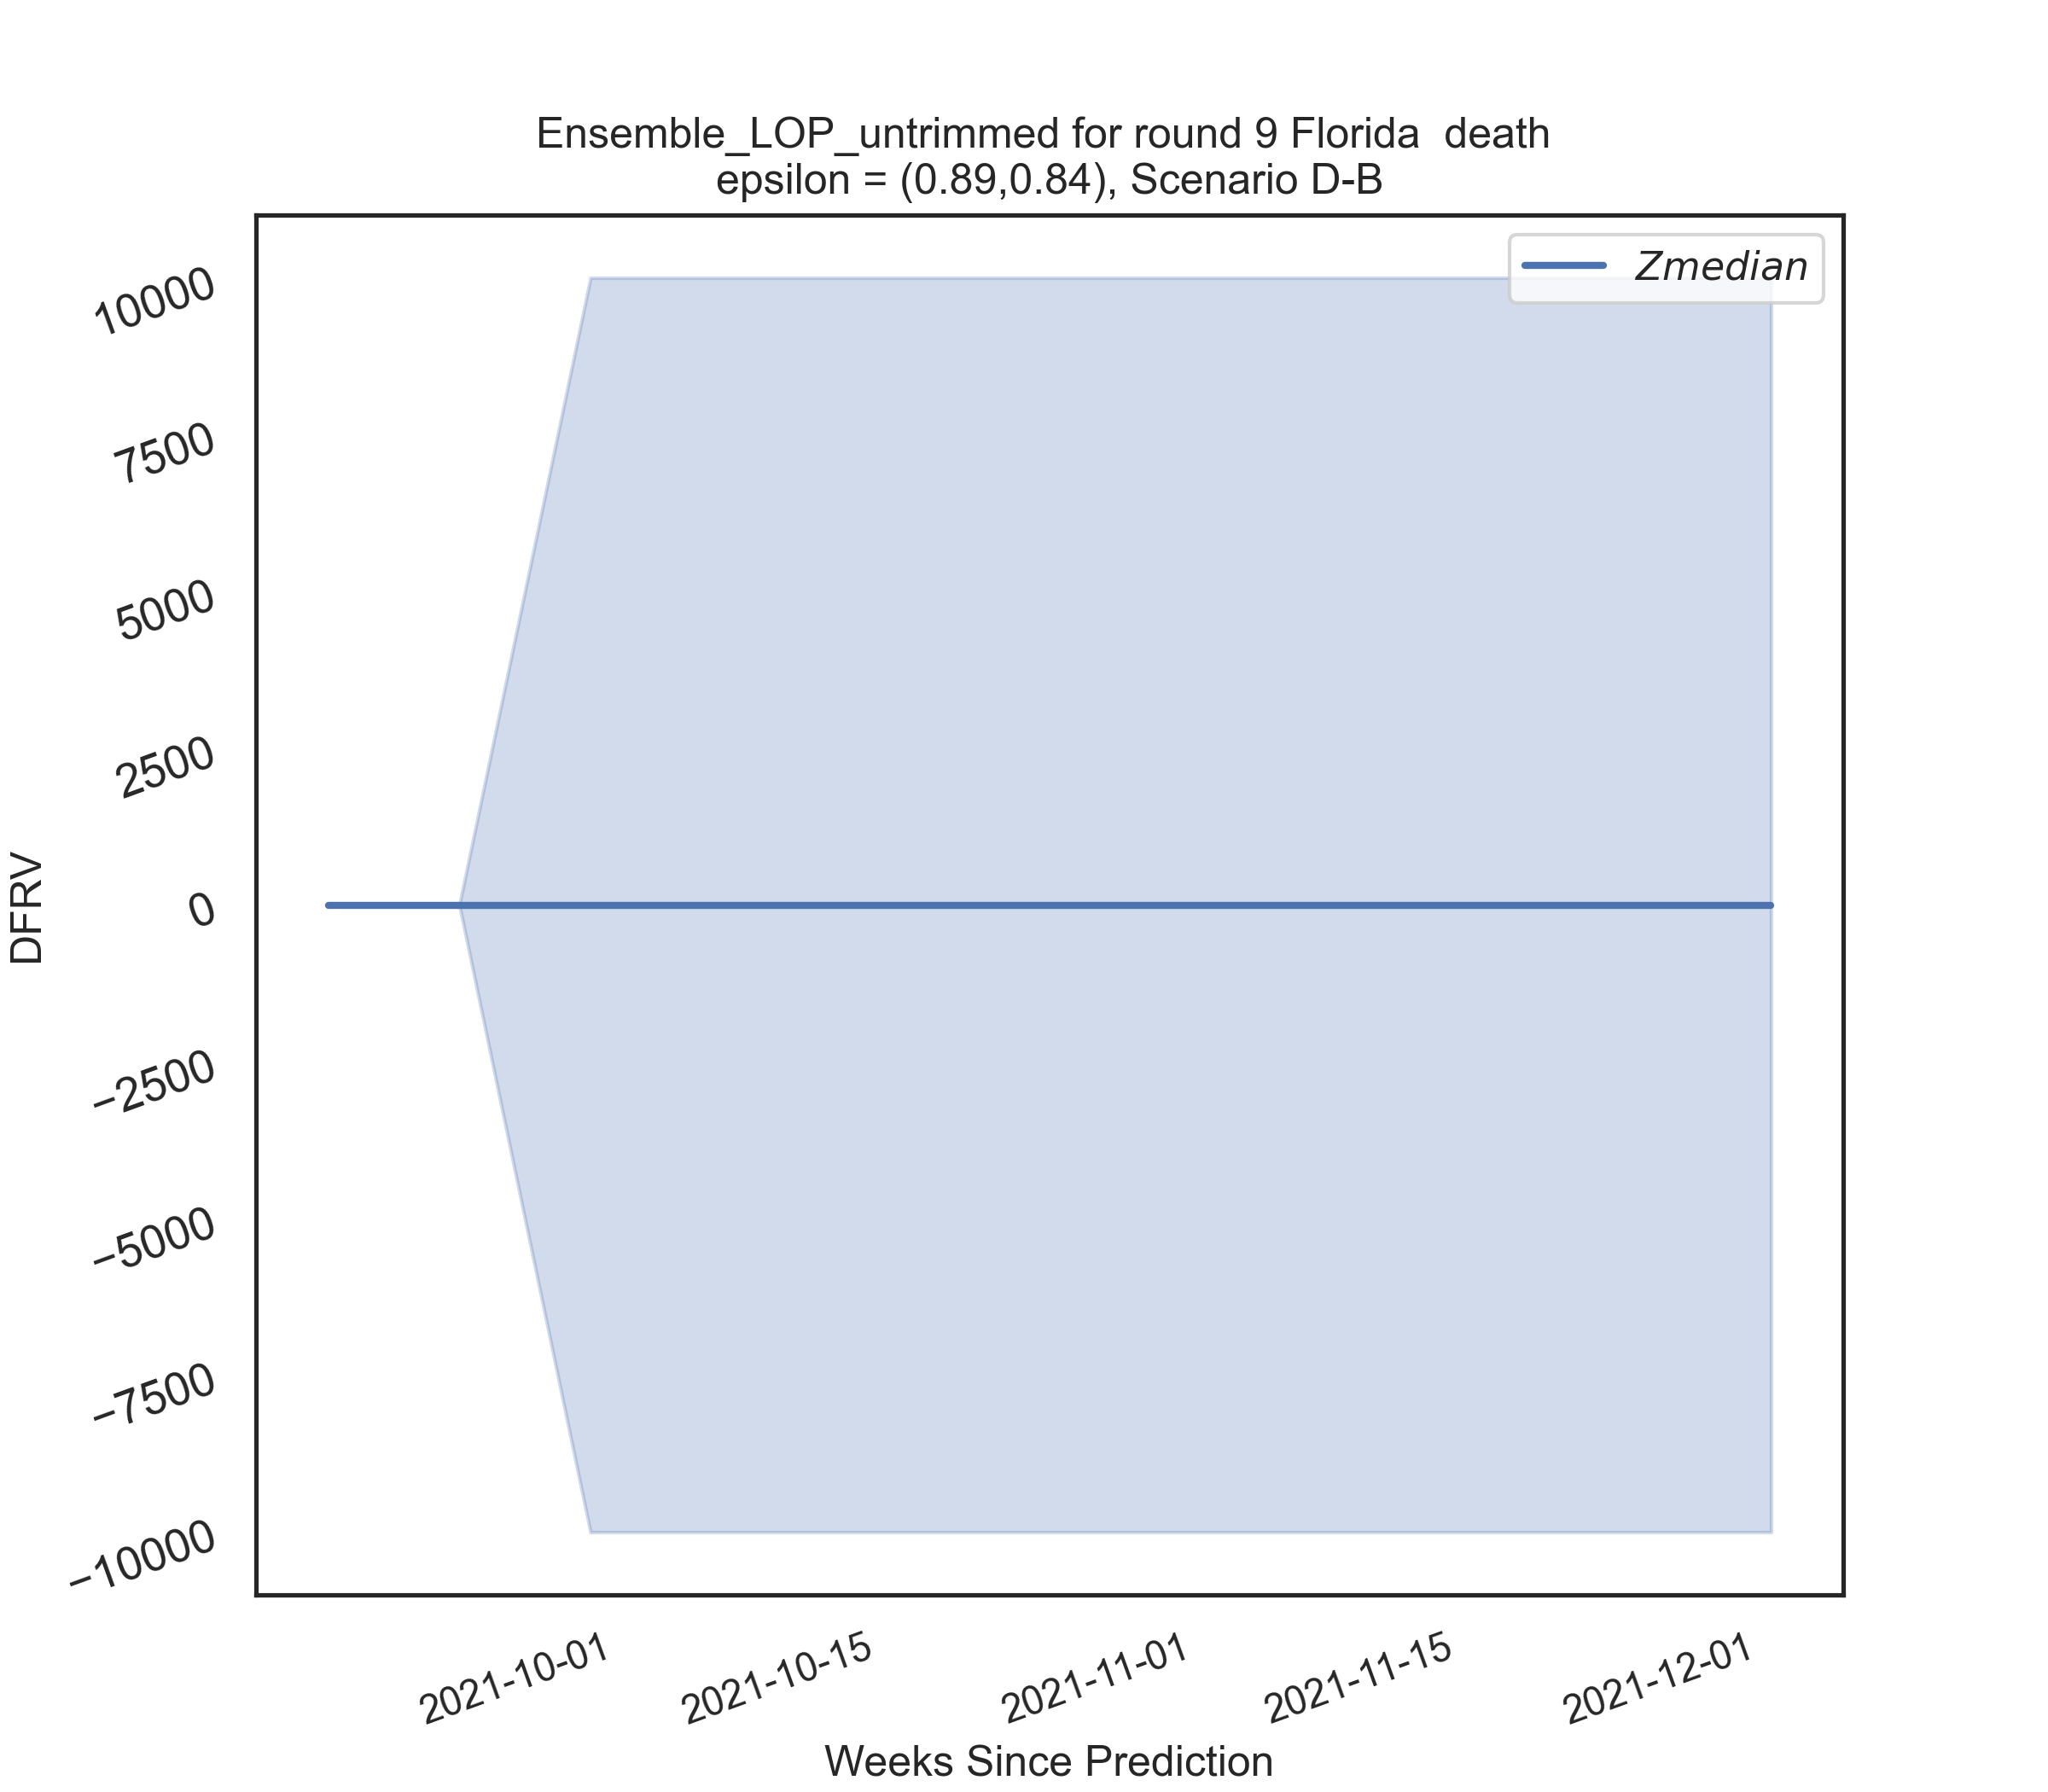 Ensemble_LOP_untrimmed for round 9 Florida  death
epsilon = (0.89,0.84), Scenario D-B
Zmedian
10000
7500
5000
2500
0
−2500
−5000
−7500
−10000
DFRV
2021-10-01
2021-10-15
2021-11-01
2021-11-15
2021-12-01
Weeks Since Prediction